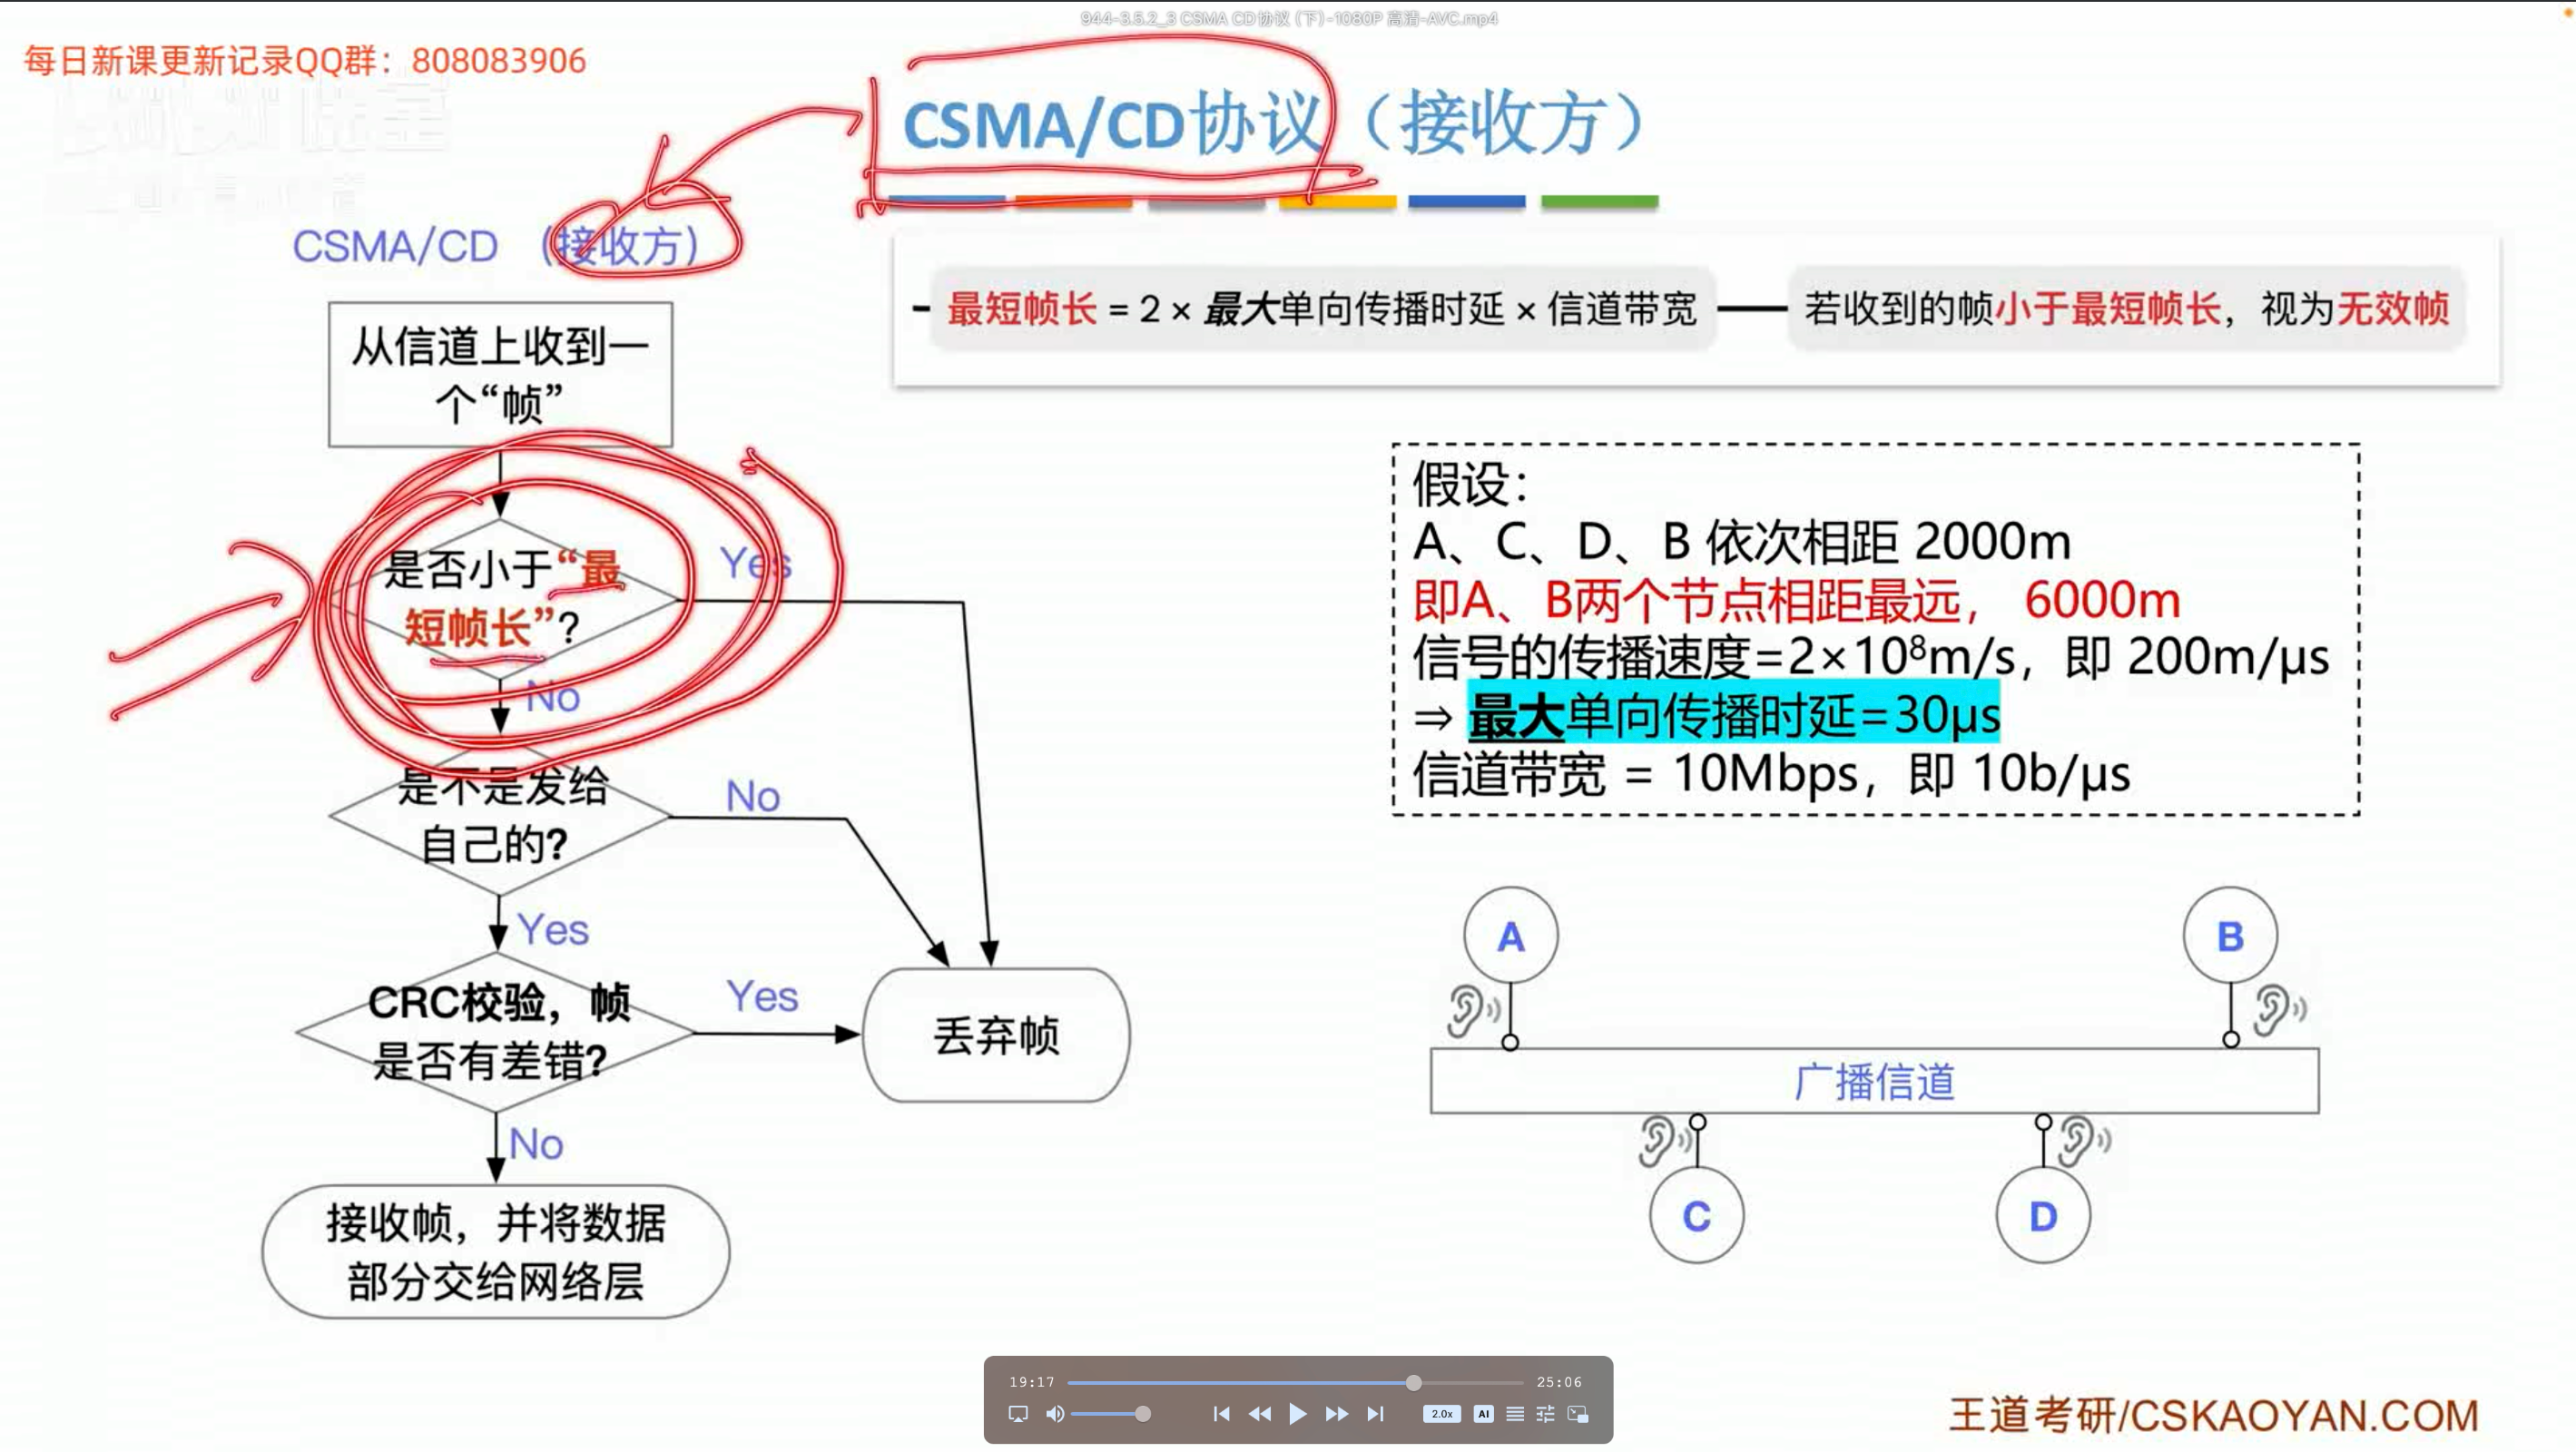 944-3.5.2_3 CSMA CD协议 (下)-1080P 高清-AVC.mp4
每日新课更新记录QQ群：808083906
CSMA/CD协议（接收方）
CSMA/CD （接收方）
最短帧长 = 2 × 最大单向传播时延 × 信道带宽
若收到的帧小于最短帧长，视为无效帧
从信道上收到一
个“帧”
是否小于“最
短帧长”?
Yes
No
是不是发给
自己的?
No
Yes
CRC校验，帧
是否有差错?
Yes
丢弃帧
No
接收帧，并将数据
部分交给网络层
假设：
A、C、D、B 依次相距 2000m
即A、B两个节点相距最远， 6000m
信号的传播速度=2×10⁸m/s，即 200m/μs
⇒ 最大单向传播时延=30μs
信道带宽 = 10Mbps，即 10b/μs
A
B
广播信道
C
D
19:17
25:06
2.0x
AI
王道考研/CSKAOYAN.COM